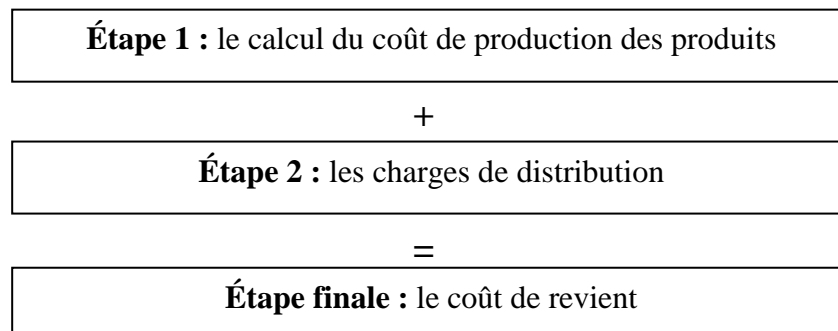 Étape 1 : le calcul du coût de production des produits
+
Étape 2 : les charges de distribution
=
Étape finale : le coût de revient